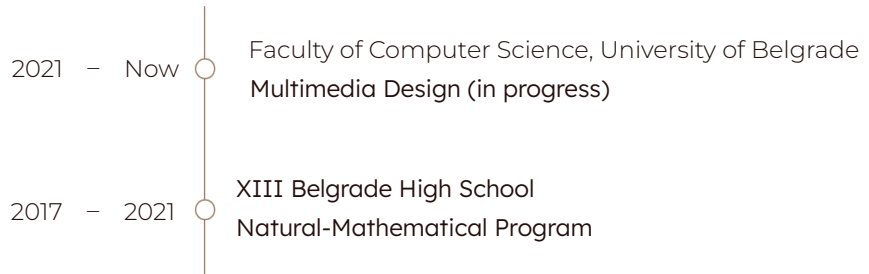 2021 – Now
Faculty of Computer Science, University of Belgrade
Multimedia Design (in progress)
2017 – 2021
XIII Belgrade High School
Natural-Mathematical Program